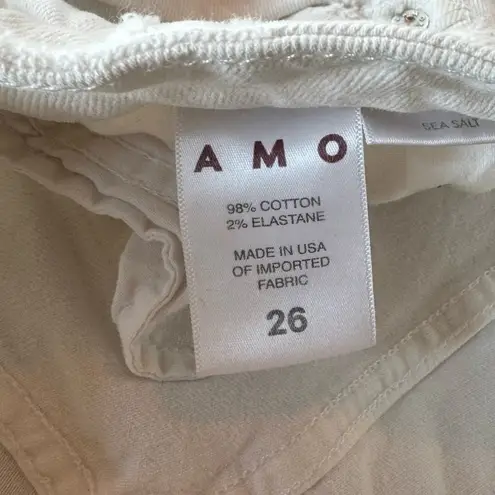 AMO
SEA SALT
98% COTTON
2% ELASTANE
MADE IN USA
OF IMPORTED
FABRIC
26